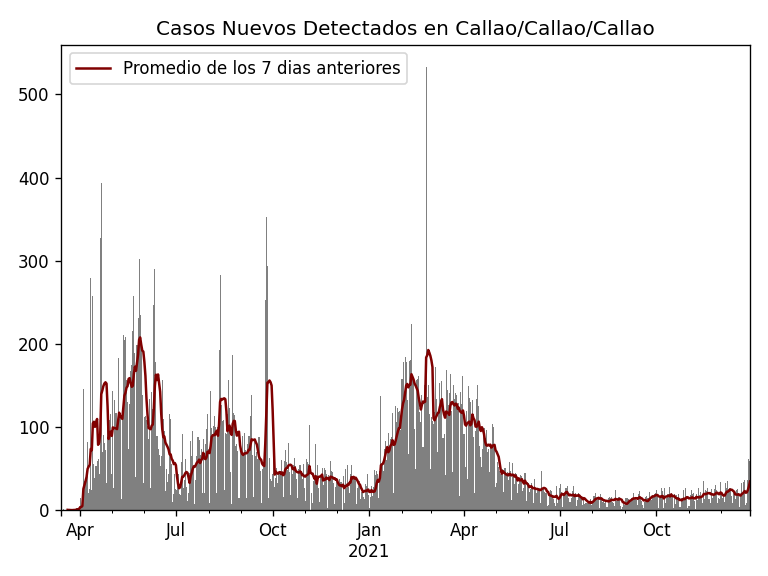 Casos Nuevos Detectados en Callao/Callao/Callao
Promedio de los 7 dias anteriores
500
400
300
200
100
0
Apr Jul Oct Jan Apr Jul Oct
2021